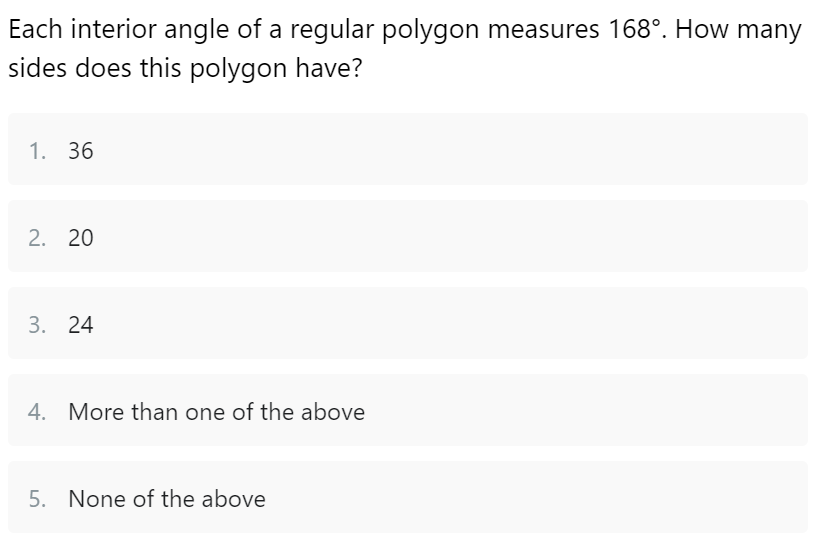 Each interior angle of a regular polygon measures 168°. How many
sides does this polygon have?
1. 36
2. 20
3. 24
4. More than one of the above
5. None of the above